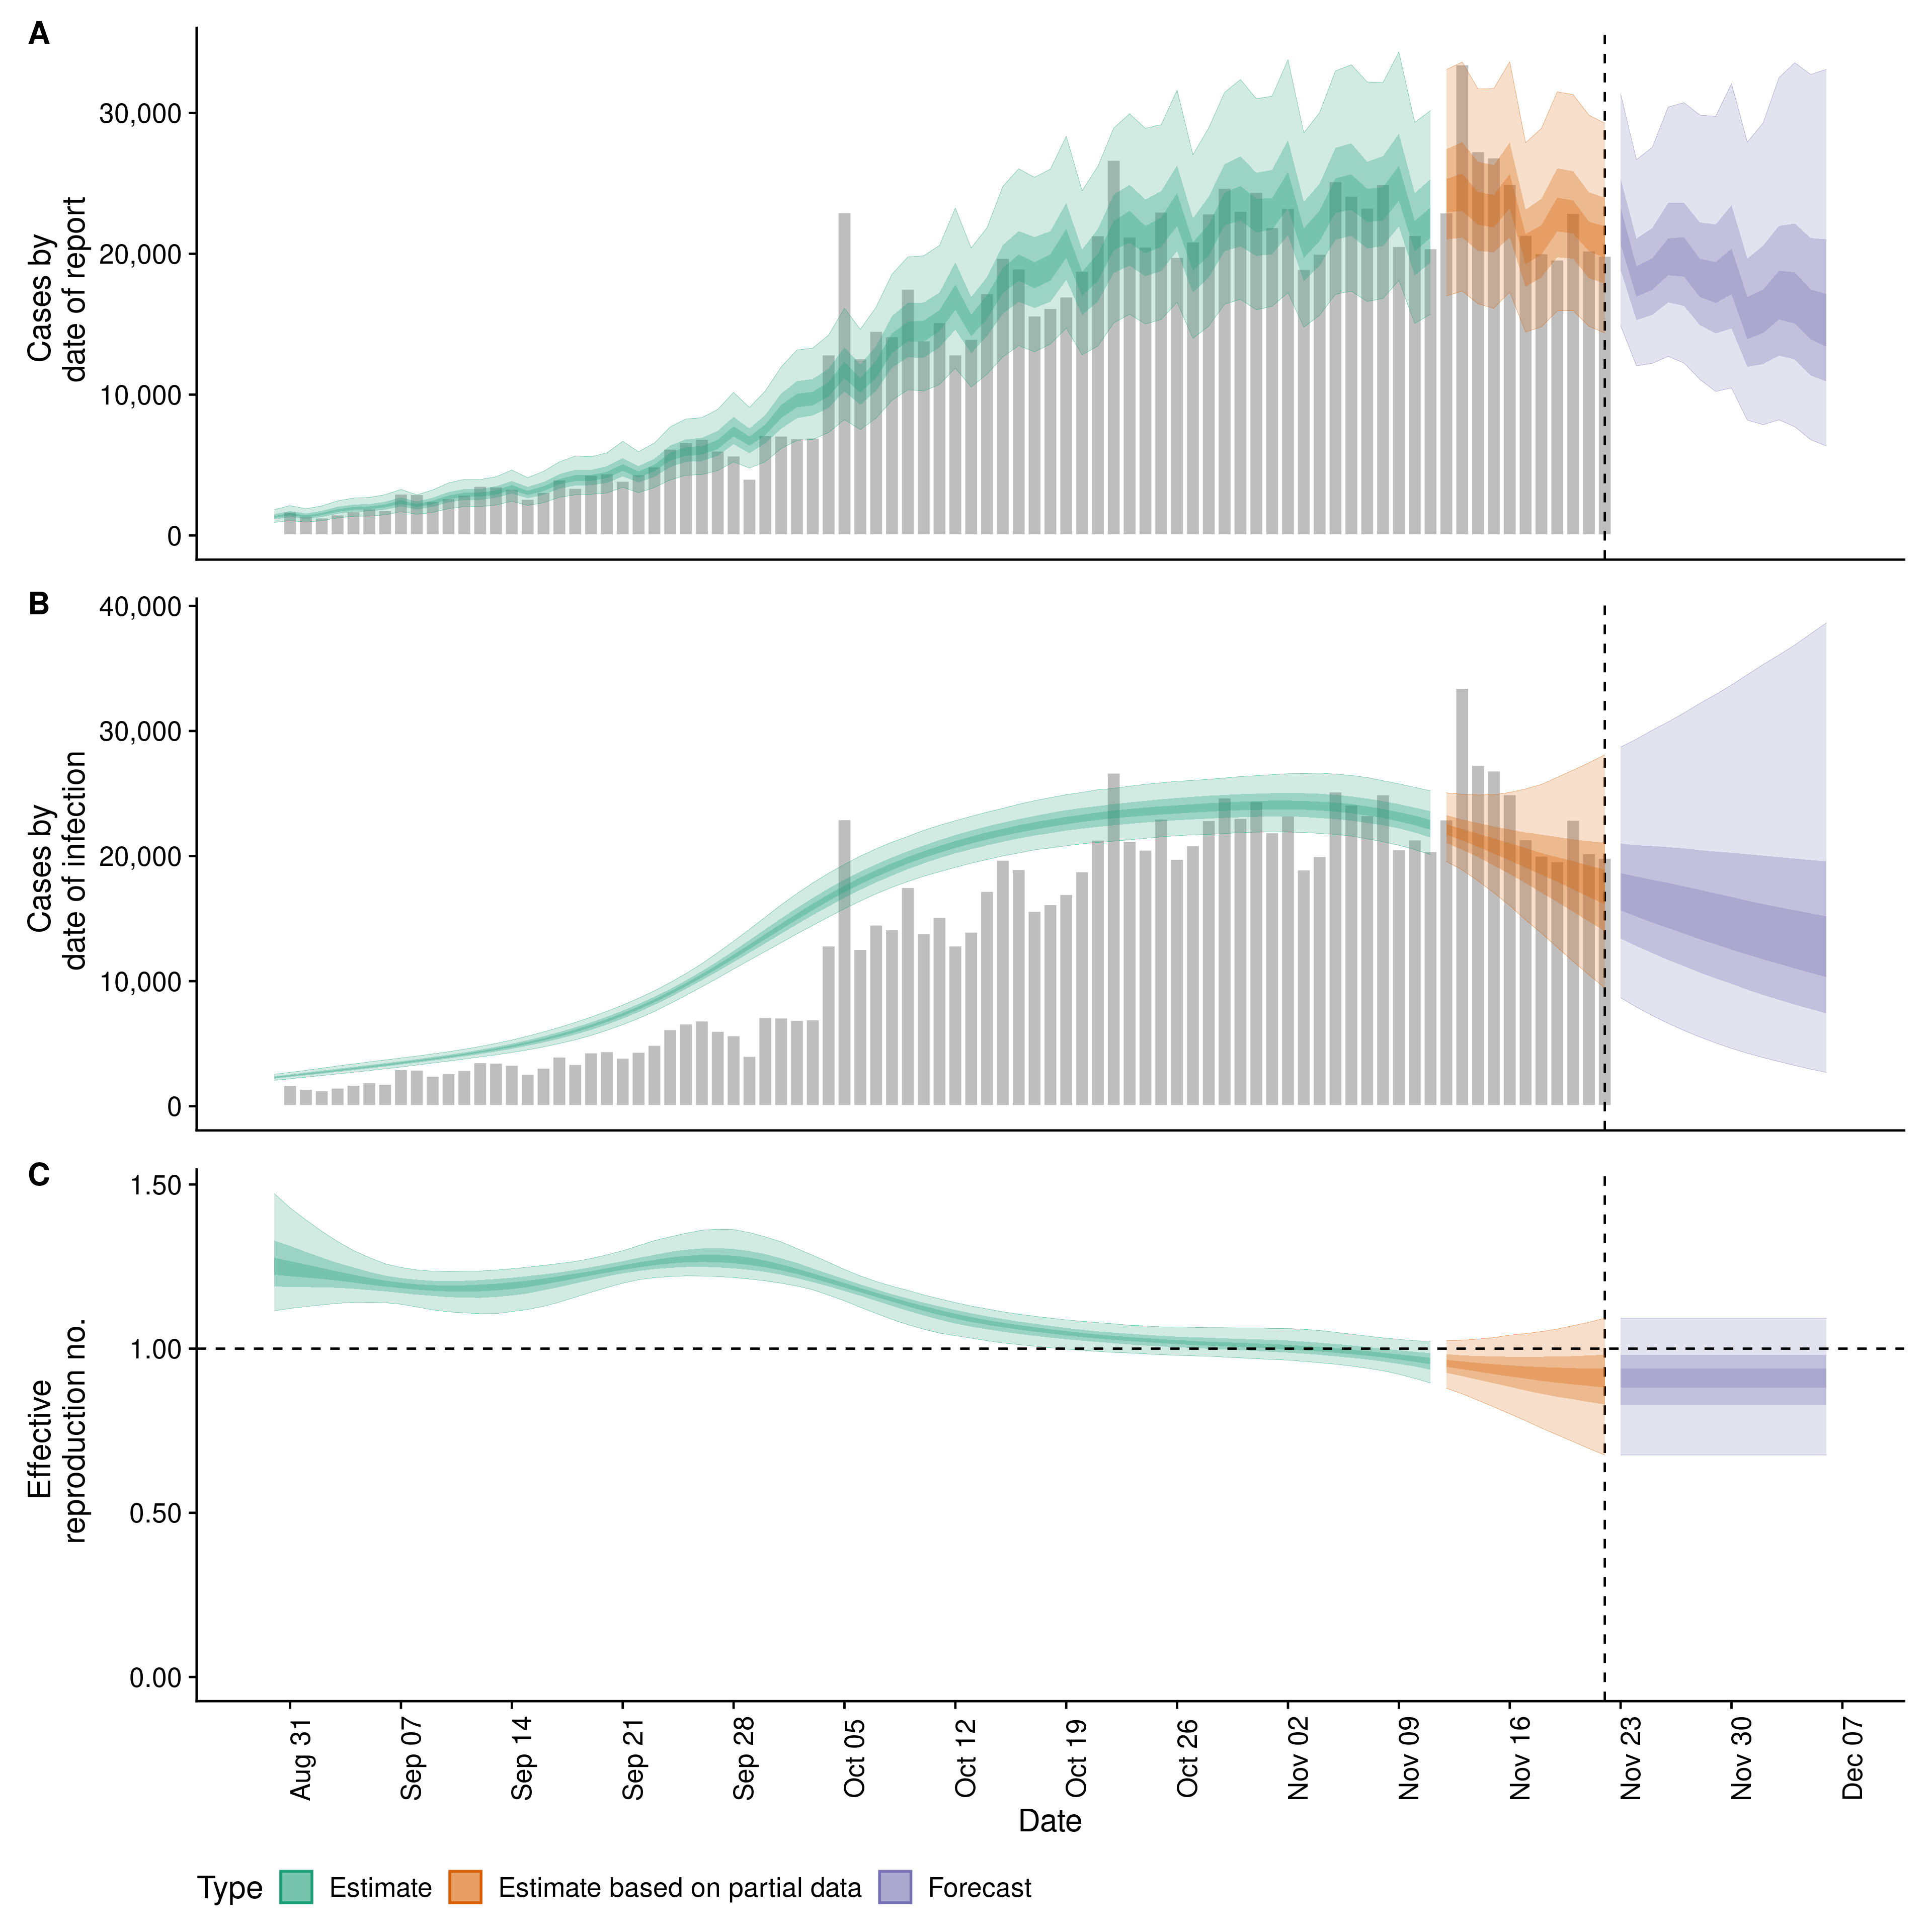 A
30,000
20,000
10,000
0
Cases by
date of report
B
40,000
30,000
20,000
10,000
0
Cases by
date of infection
C
1.50
1.00
0.50
0.00
Effective
reproduction no.
Aug 31
Sep 07
Sep 14
Sep 21
Sep 28
Oct 05
Oct 12
Oct 19
Oct 26
Nov 02
Nov 09
Nov 16
Nov 23
Nov 30
Dec 07
Date
Type Estimate Estimate based on partial data Forecast